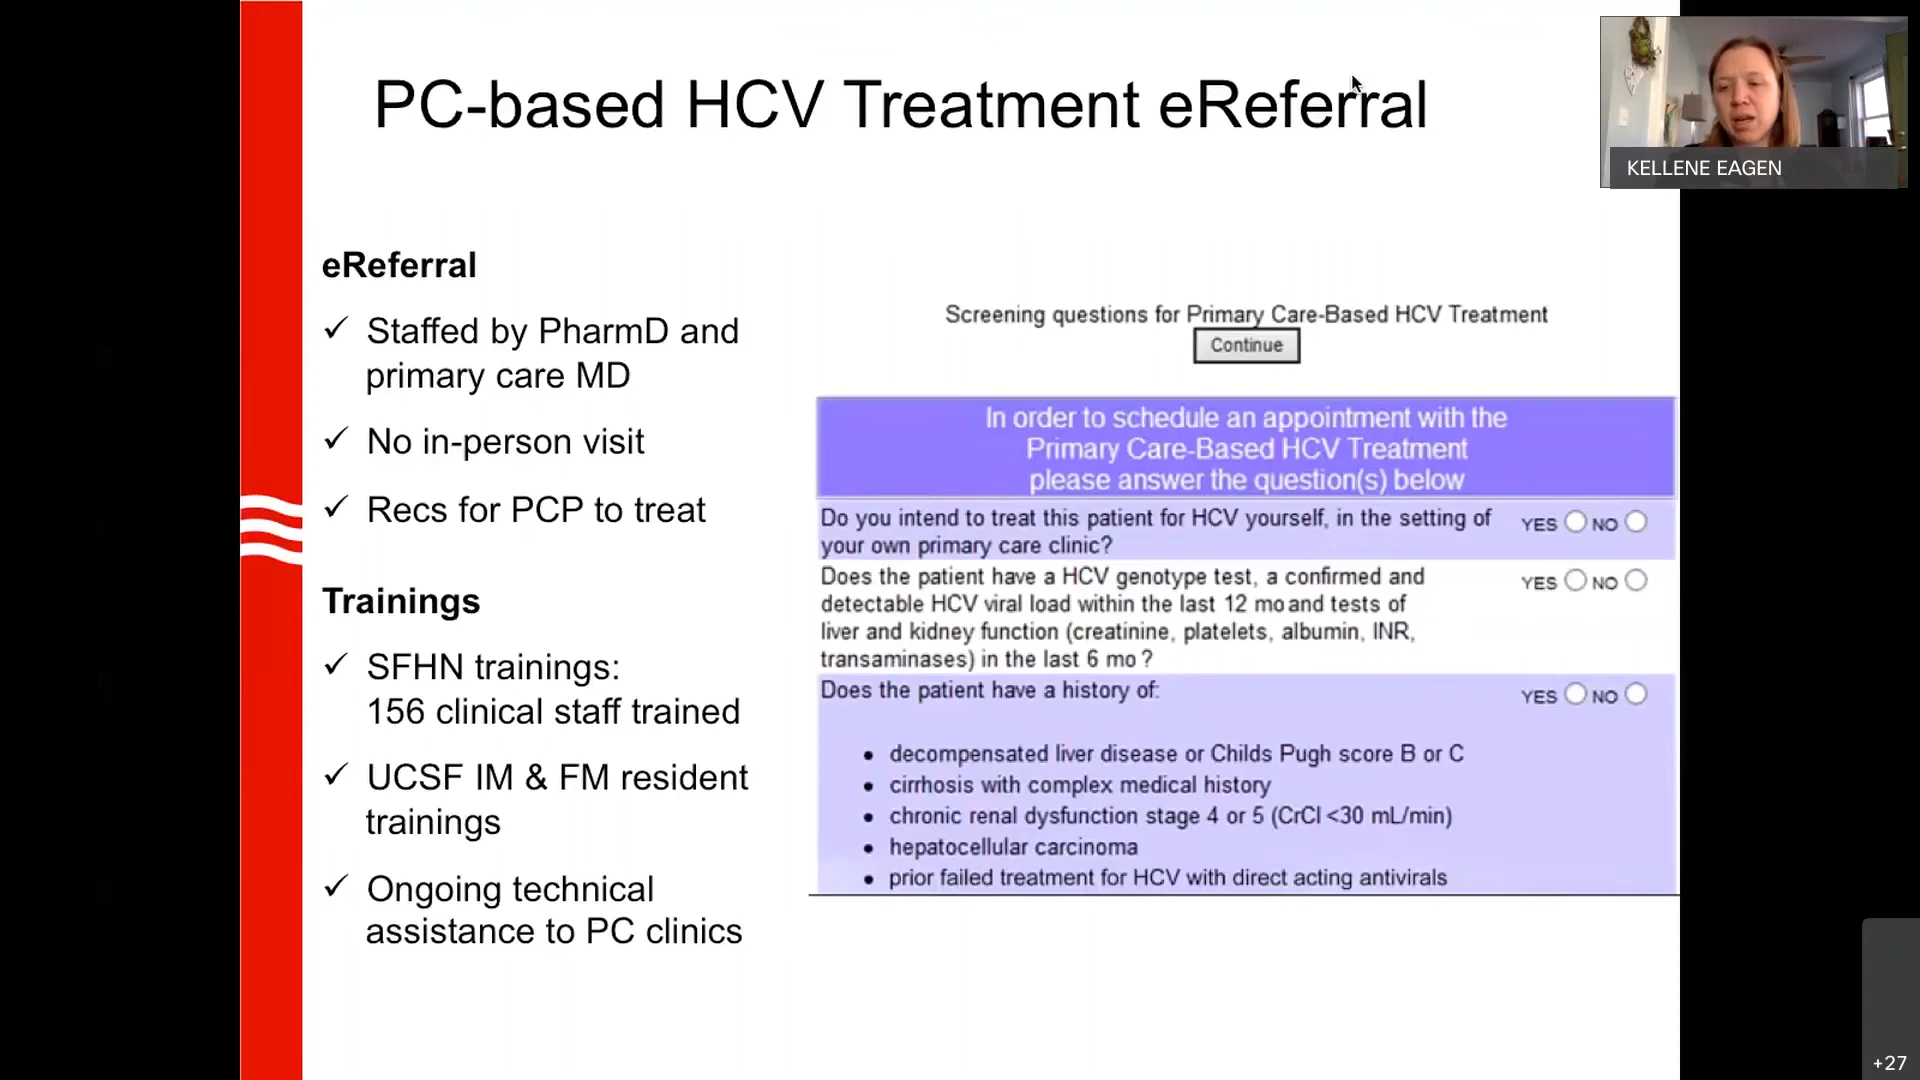 PC-based HCV Treatment eReferral
KELLENE EAGEN
eReferral
✓ Staffed by PharmD and
primary care MD
✓ No in-person visit
✓ Recs for PCP to treat
Trainings
✓ SFHN trainings:
156 clinical staff trained
✓ UCSF IM & FM resident
trainings
✓ Ongoing technical
assistance to PC clinics
Screening questions for Primary Care-Based HCV Treatment
Continue
In order to schedule an appointment with the
Primary Care-Based HCV Treatment
please answer the question(s) below
Do you intend to treat this patient for HCV yourself, in the setting of
your own primary care clinic?
YES NO
Does the patient have a HCV genotype test, a confirmed and
detectable HCV viral load within the last 12 mo and tests of
liver and kidney function (creatinine, platelets, albumin, INR,
transaminases) in the last 6 mo ?
YES NO
Does the patient have a history of:
YES NO
• decompensated liver disease or Childs Pugh score B or C
• cirrhosis with complex medical history
• chronic renal dysfunction stage 4 or 5 (CrCl <30 mL/min)
• hepatocellular carcinoma
• prior failed treatment for HCV with direct acting antivirals
+27